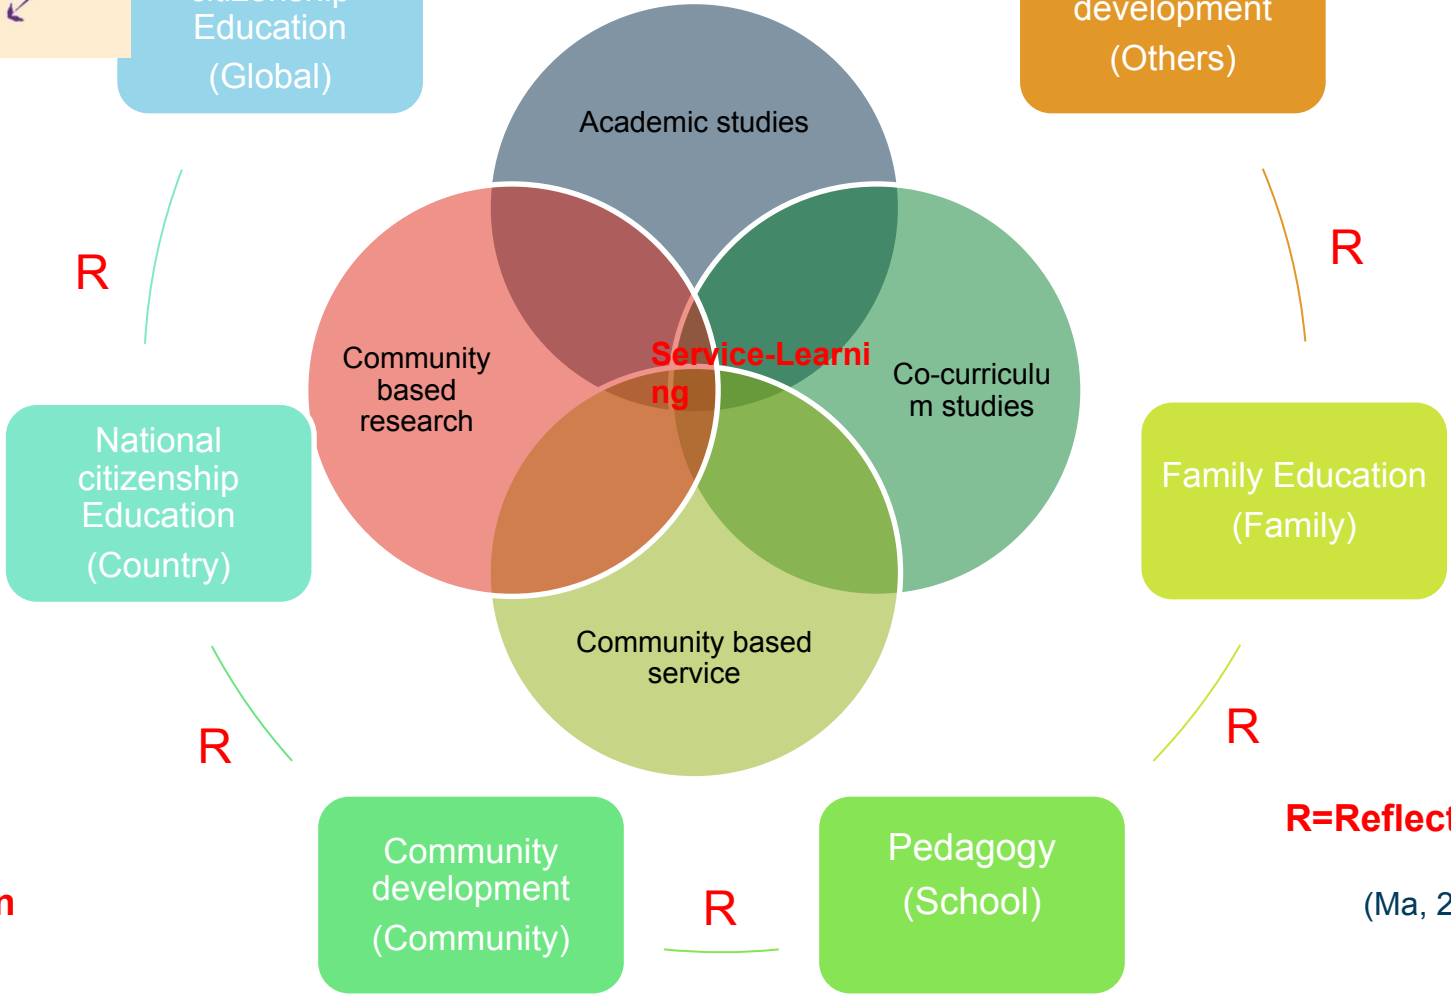 citizenship
Education
(Global)
development
(Others)
Academic studies
R
R
Community
based
research
Service-Learni
ng
Co-curriculu
m studies
National
citizenship
Education
(Country)
Family Education
(Family)
Community based
service
R
R
Community
development
(Community)
R
Pedagogy
(School)
R=Reflect
n
(Ma, 2